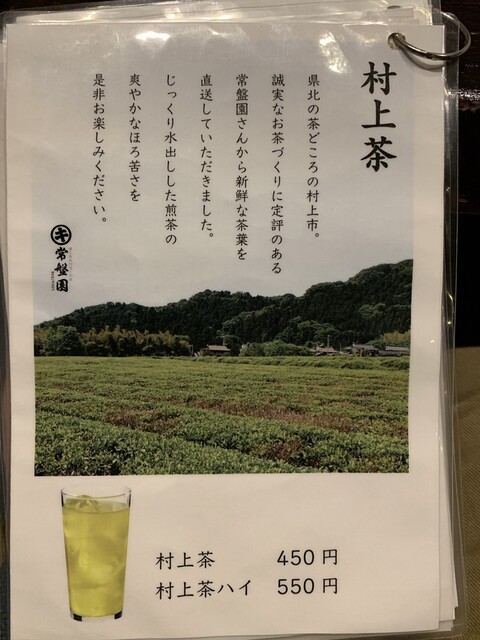 村上茶
県北の茶どころの村上市。
誠実なお茶づくりに定評のある
常盤園さんから新鮮な茶葉を
直送していただきました。
じっくり水出しした煎茶の
爽やかなほろ苦さを
是非お楽しみください。
キ 常盤園
村上茶 450円
村上茶ハイ 550円